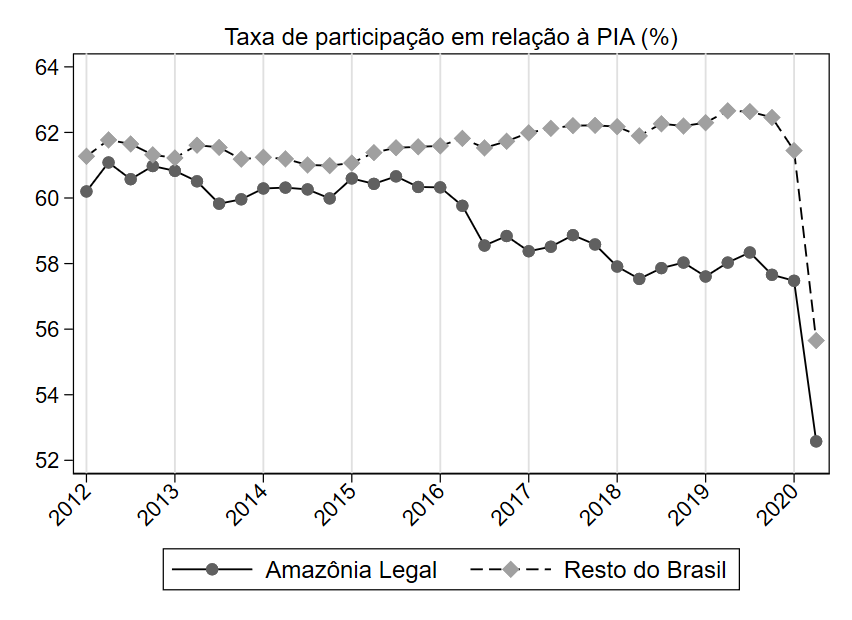 Taxa de participação em relação à PIA (%)
64
62
60
58
56
54
52
2012 2013 2014 2015 2016 2017 2018 2019 2020
Amazônia Legal Resto do Brasil